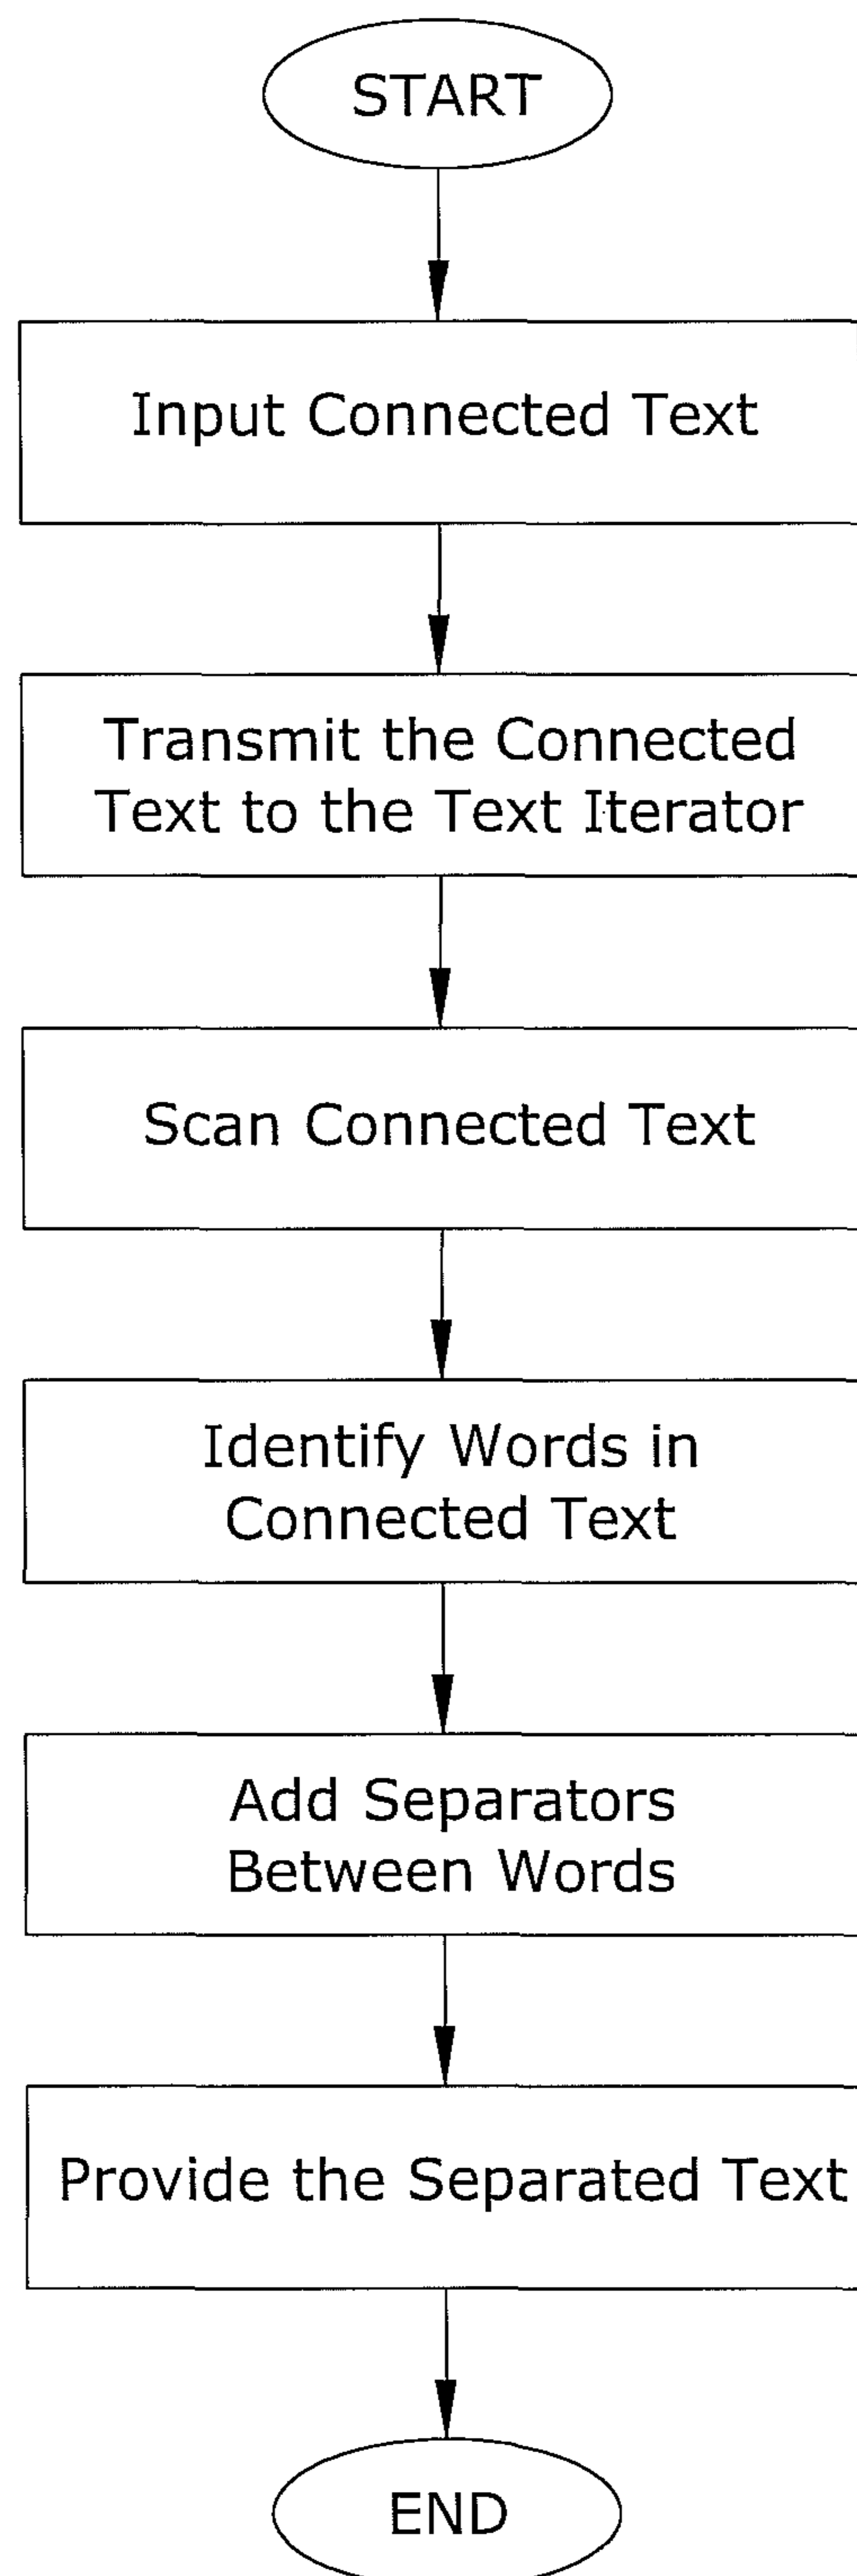 START
Input Connected Text
Transmit the Connected
Text to the Text Iterator
Scan Connected Text
Identify Words in
Connected Text
Add Separators
Between Words
Provide the Separated Text
END